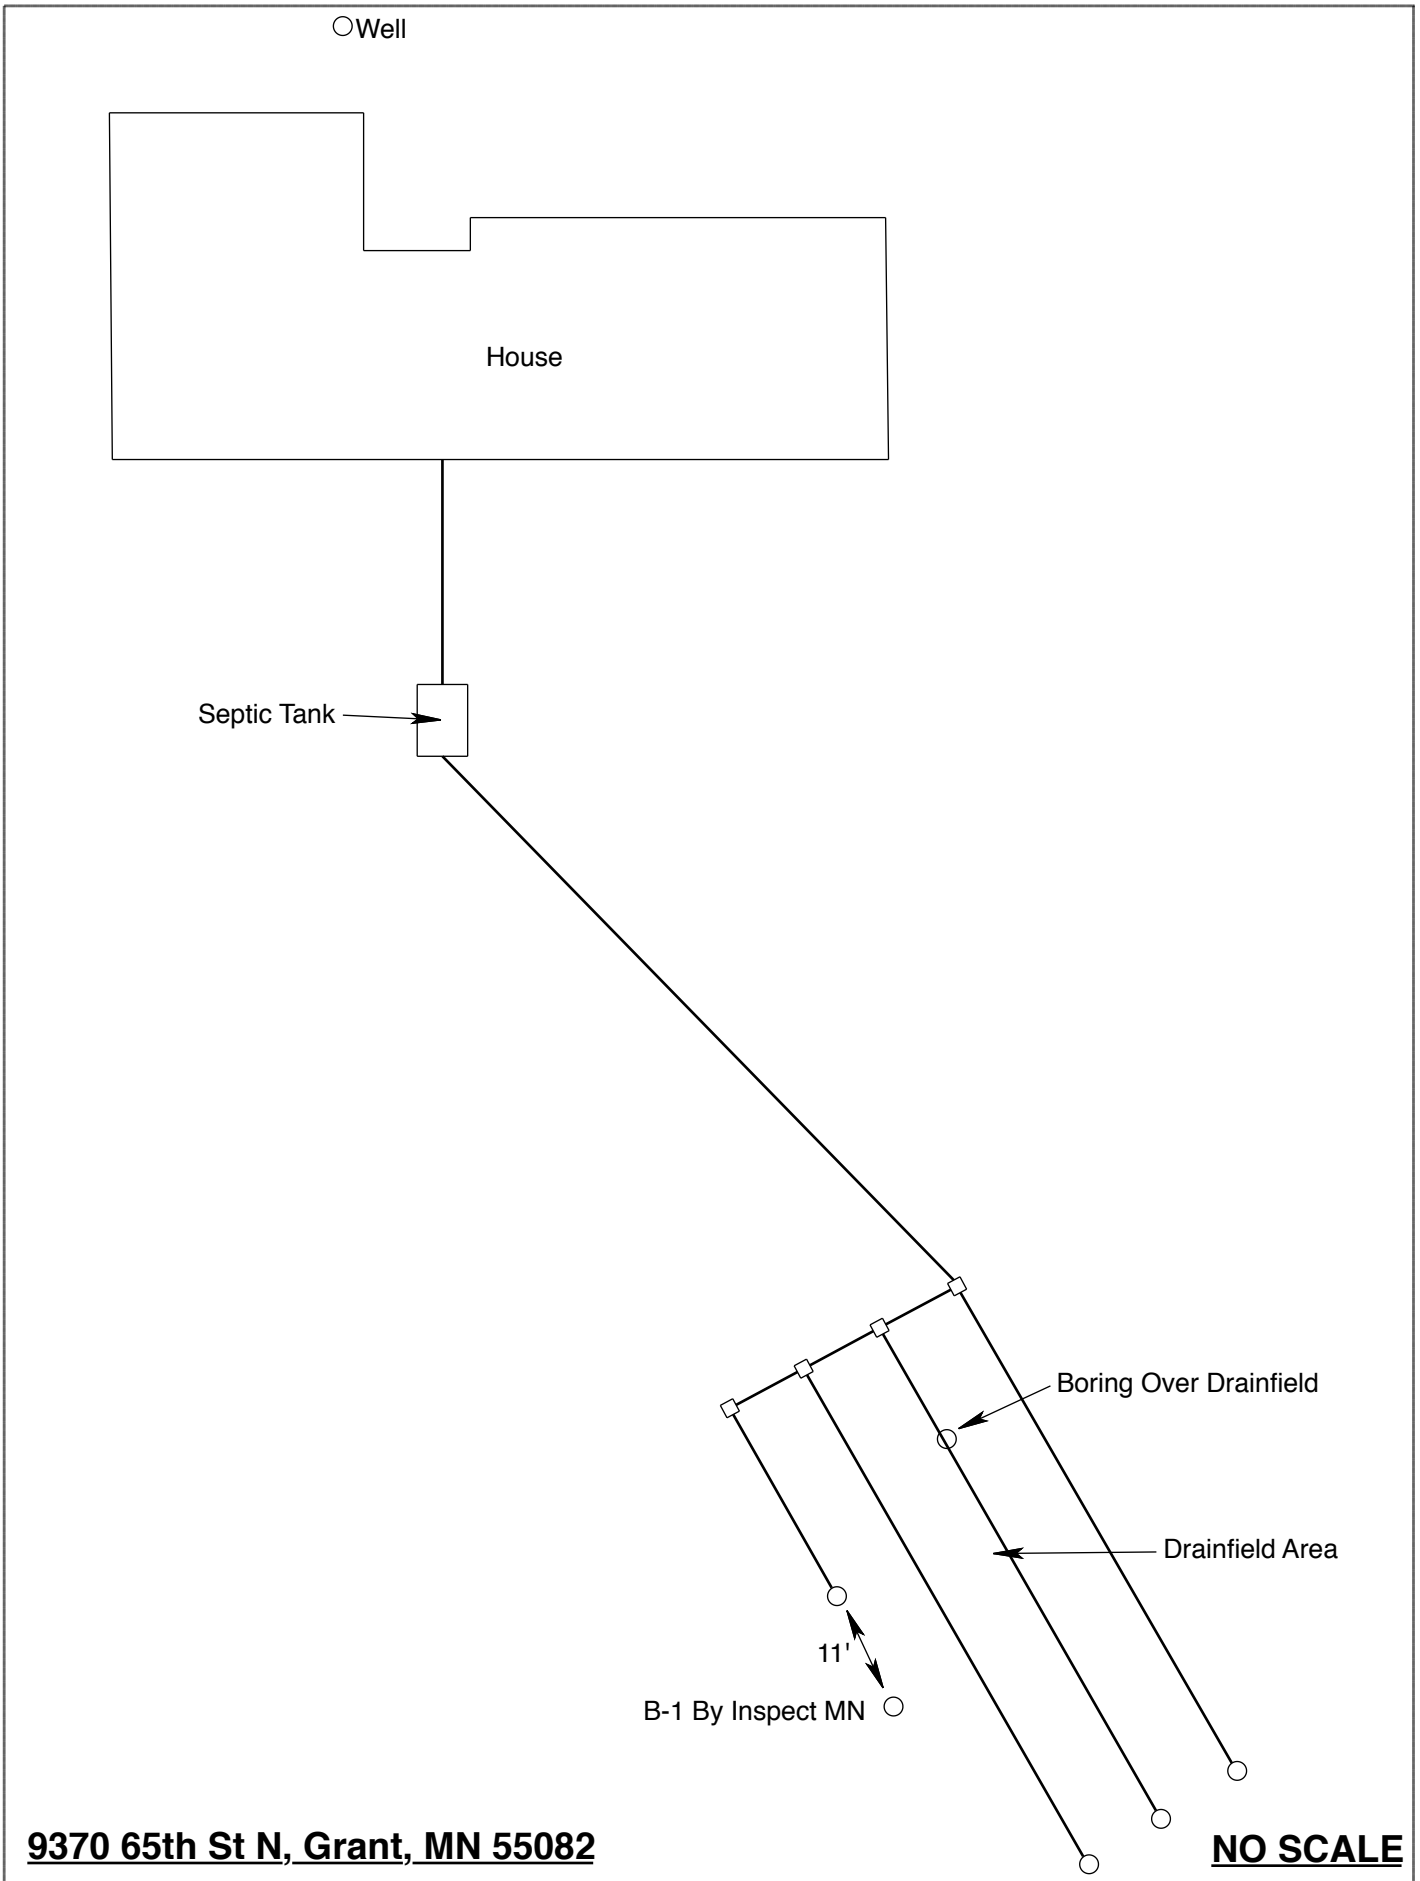 Well
House
Septic Tank
Boring Over Drainfield
Drainfield Area
11'
B-1 By Inspect MN
9370 65th St N, Grant, MN 55082
NO SCALE